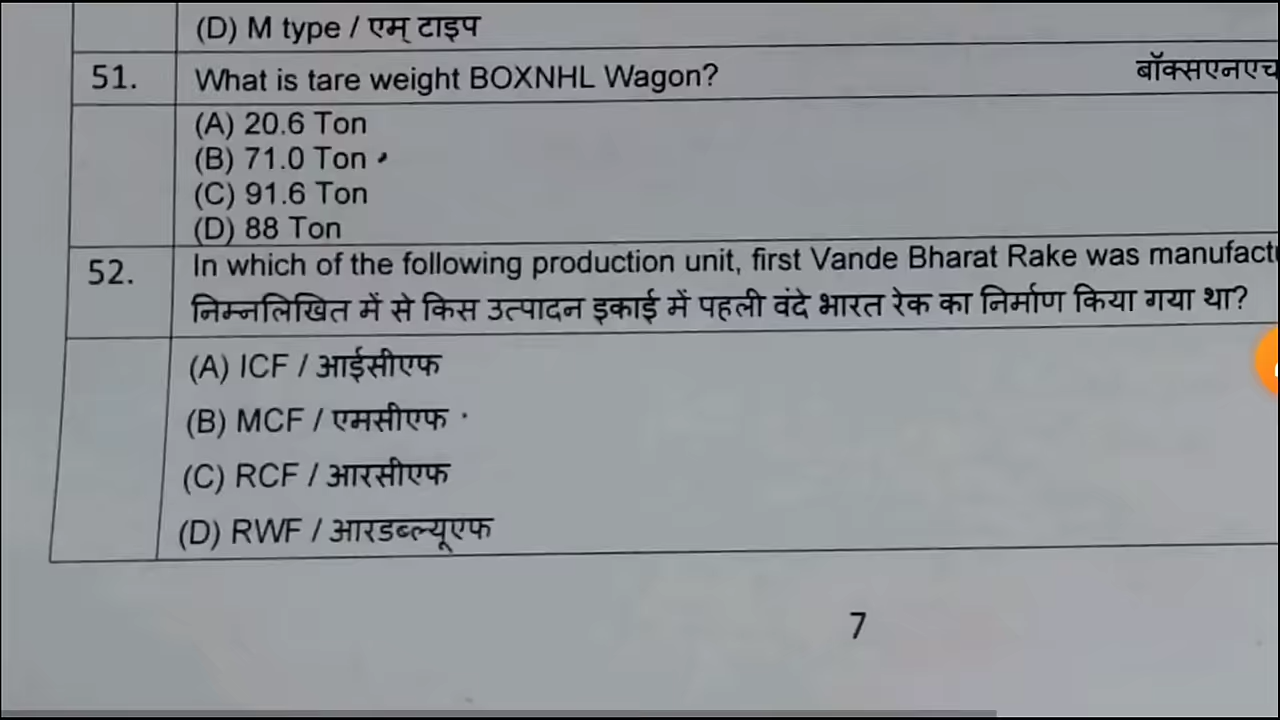 (D) M type / एम् टाइप
51. What is tare weight BOXNHL Wagon? बॉक्सएनएच
(A) 20.6 Ton
(B) 71.0 Ton
(C) 91.6 Ton
(D) 88 Ton
52. In which of the following production unit, first Vande Bharat Rake was manufact
निम्नलिखित में से किस उत्पादन इकाई में पहली वंदे भारत रेक का निर्माण किया गया था?
(A) ICF / आईसीएफ
(B) MCF / एमसीएफ
(C) RCF / आरसीएफ
(D) RWF / आरडब्ल्यूएफ
7